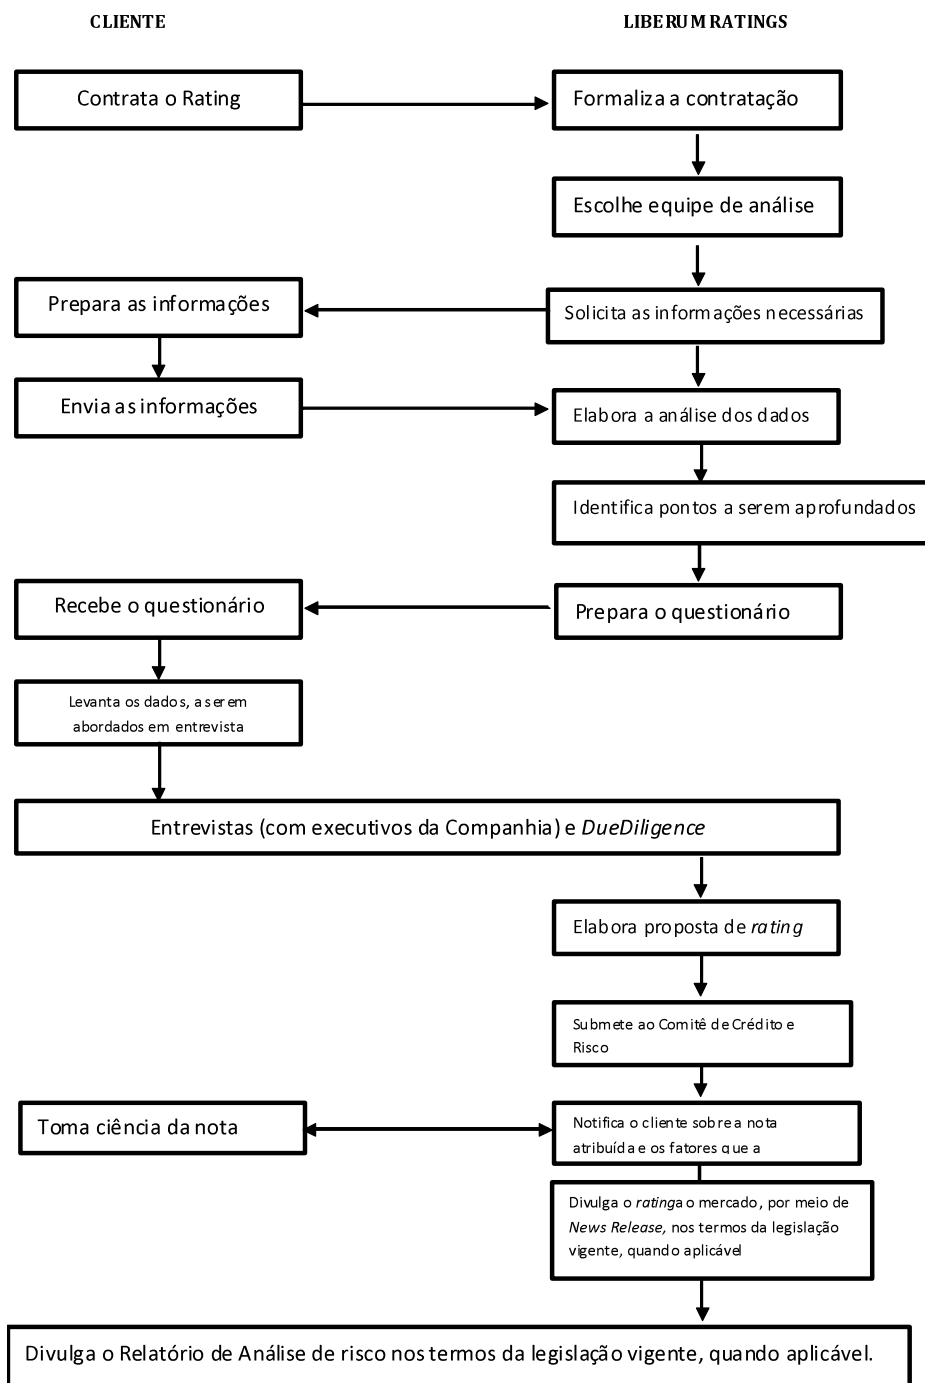 CLIENTE
LIBERUM RATINGS
Contrata o Rating
Formaliza a contratação
Escolhe equipe de análise
Prepara as informações
Solicita as informações necessárias
Envia as informações
Elabora a análise dos dados
Identifica pontos a serem aprofundados
Recebe o questionário
Prepara o questionário
Levanta os dados, a serem
abordados em entrevista
Entrevistas (com executivos da Companhia) e DueDiligence
Elabora proposta de rating
Submete ao Comitê de Crédito e
Risco
Toma ciência da nota
Notifica o cliente sobre a nota
atribuída e os fatores que a
Divulga o ratinga o mercado, por meio de
News Release, nos termos da legislação
vigente, quando aplicável
Divulga o Relatório de Análise de risco nos termos da legislação vigente, quando aplicável.